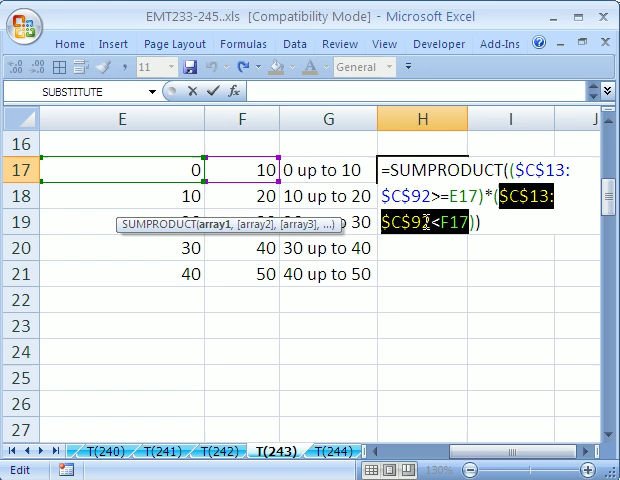 EMT233-245..xls [Compatibility Mode] - Microsoft Excel
Home Insert Page Layout Formulas Data Review View Developer Add-Ins
11 General
SUBSTITUTE fx
E F G H I J
16
17 0 10 0 up to 10 =SUMPRODUCT(($C$13:
18 10 20 10 up to 20 $C$92>=E17)*($C$13:
19 30 $C$92<F17))
SUMPRODUCT(array1, [array2], [array3], ...)
20 30 40 30 up to 40
21 40 50 40 up to 50
22
23
24
25
26
27
T(240) T(241) T(242) T(243) T(244)
Edit 130%